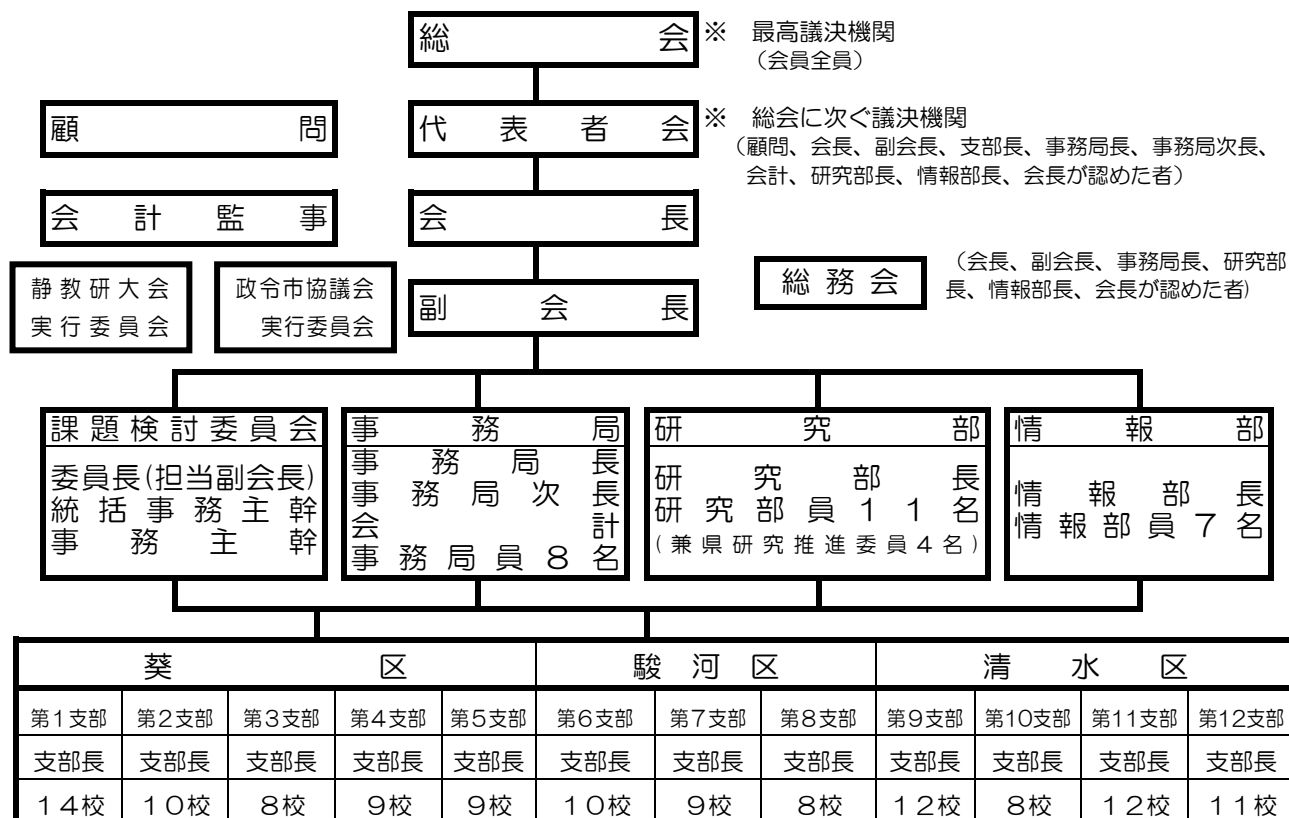 総会
※ 最高議決機関
（会員全員）
顧問
代表者会
※ 総会に次ぐ議決機関
（顧問、会長、副会長、支部長、事務局長、事務局次長、
会計、研究部長、情報部長、会長が認めた者）
会計監事
会長
静教研大会
実行委員会
政令市協議会
実行委員会
副会長
総務会
（会長、副会長、事務局長、研究部
長、情報部長、会長が認めた者）
課題検討委員会
委員長(担当副会長)
統括事務主幹
事務主幹
事務局
事務局長
事務局次長
会計
事務局員８名
研究部
研究部長
研究部員１１名
(兼県研究推進委員４名)
情報部
情報部長
情報部員７名
葵区 駿河区 清水区
第1支部 第2支部 第3支部 第4支部 第5支部 第6支部 第7支部 第8支部 第9支部 第10支部 第11支部 第12支部
支部長 支部長 支部長 支部長 支部長 支部長 支部長 支部長 支部長 支部長 支部長 支部長
１４校 １０校 ８校 ９校 ９校 １０校 ９校 ８校 １２校 ８校 １２校 １１校